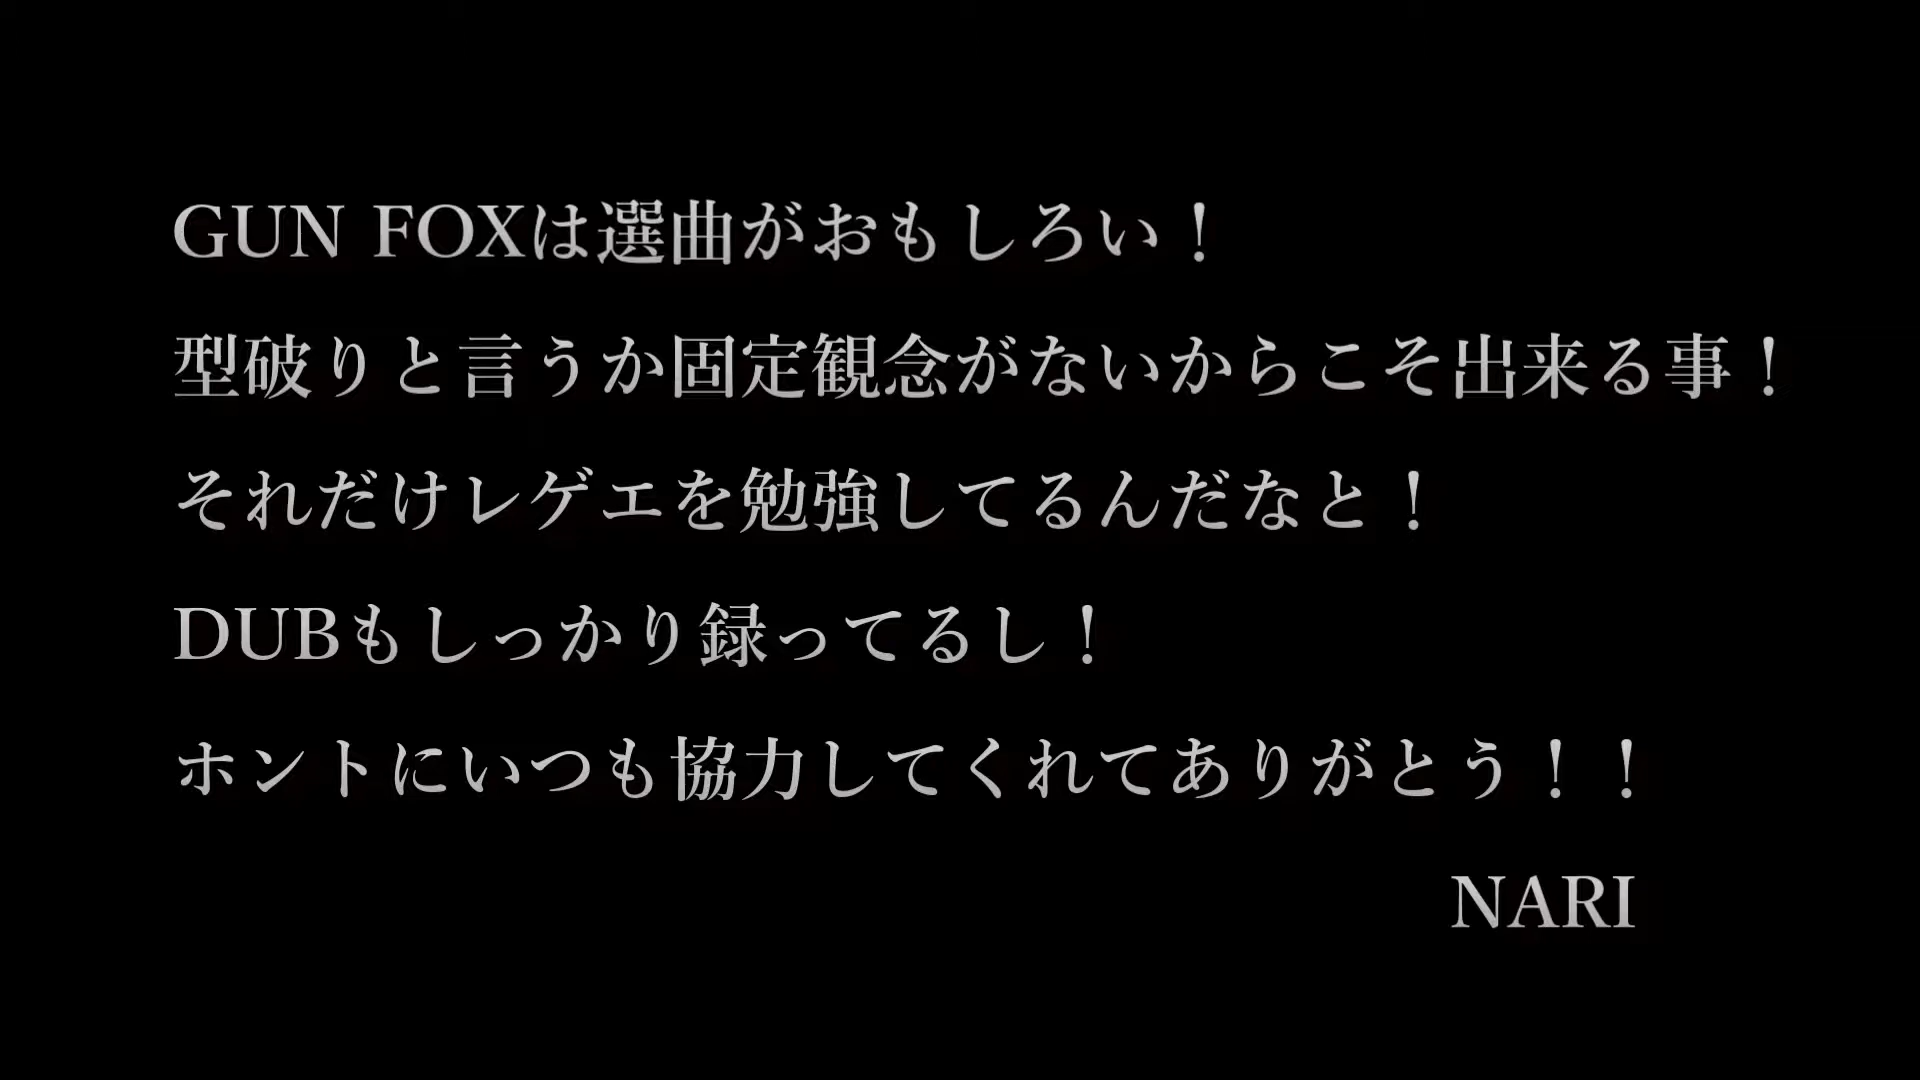 GUN FOXは選曲がおもしろい！
型破りと言うか固定観念がないからこそ出来る事！
それだけレゲエを勉強してるんだなと！
DUBもしっかり録ってるし！
ホントにいつも協力してくれてありがとう！！
NARI